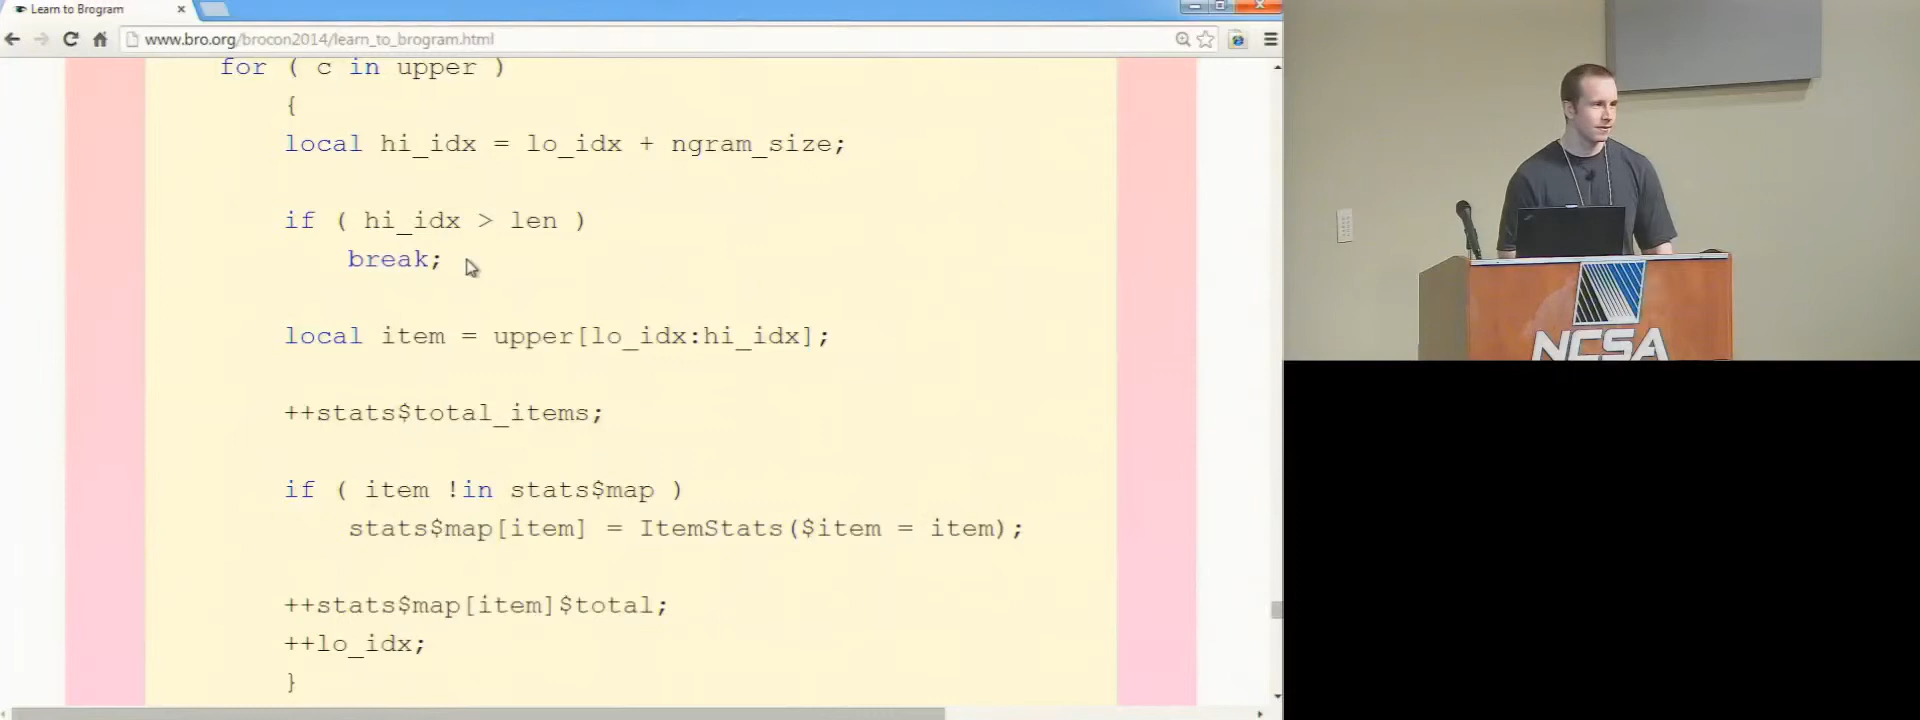 Learn to Brogram
www.bro.org/brocon2014/learn_to_brogram.html
for ( c in upper )
{
local hi_idx = lo_idx + ngram_size;
if ( hi_idx > len )
break;
local item = upper[lo_idx:hi_idx];
++stats$total_items;
if ( item !in stats$map )
stats$map[item] = ItemStats($item = item);
++stats$map[item]$total;
++lo_idx;
}
NCSA